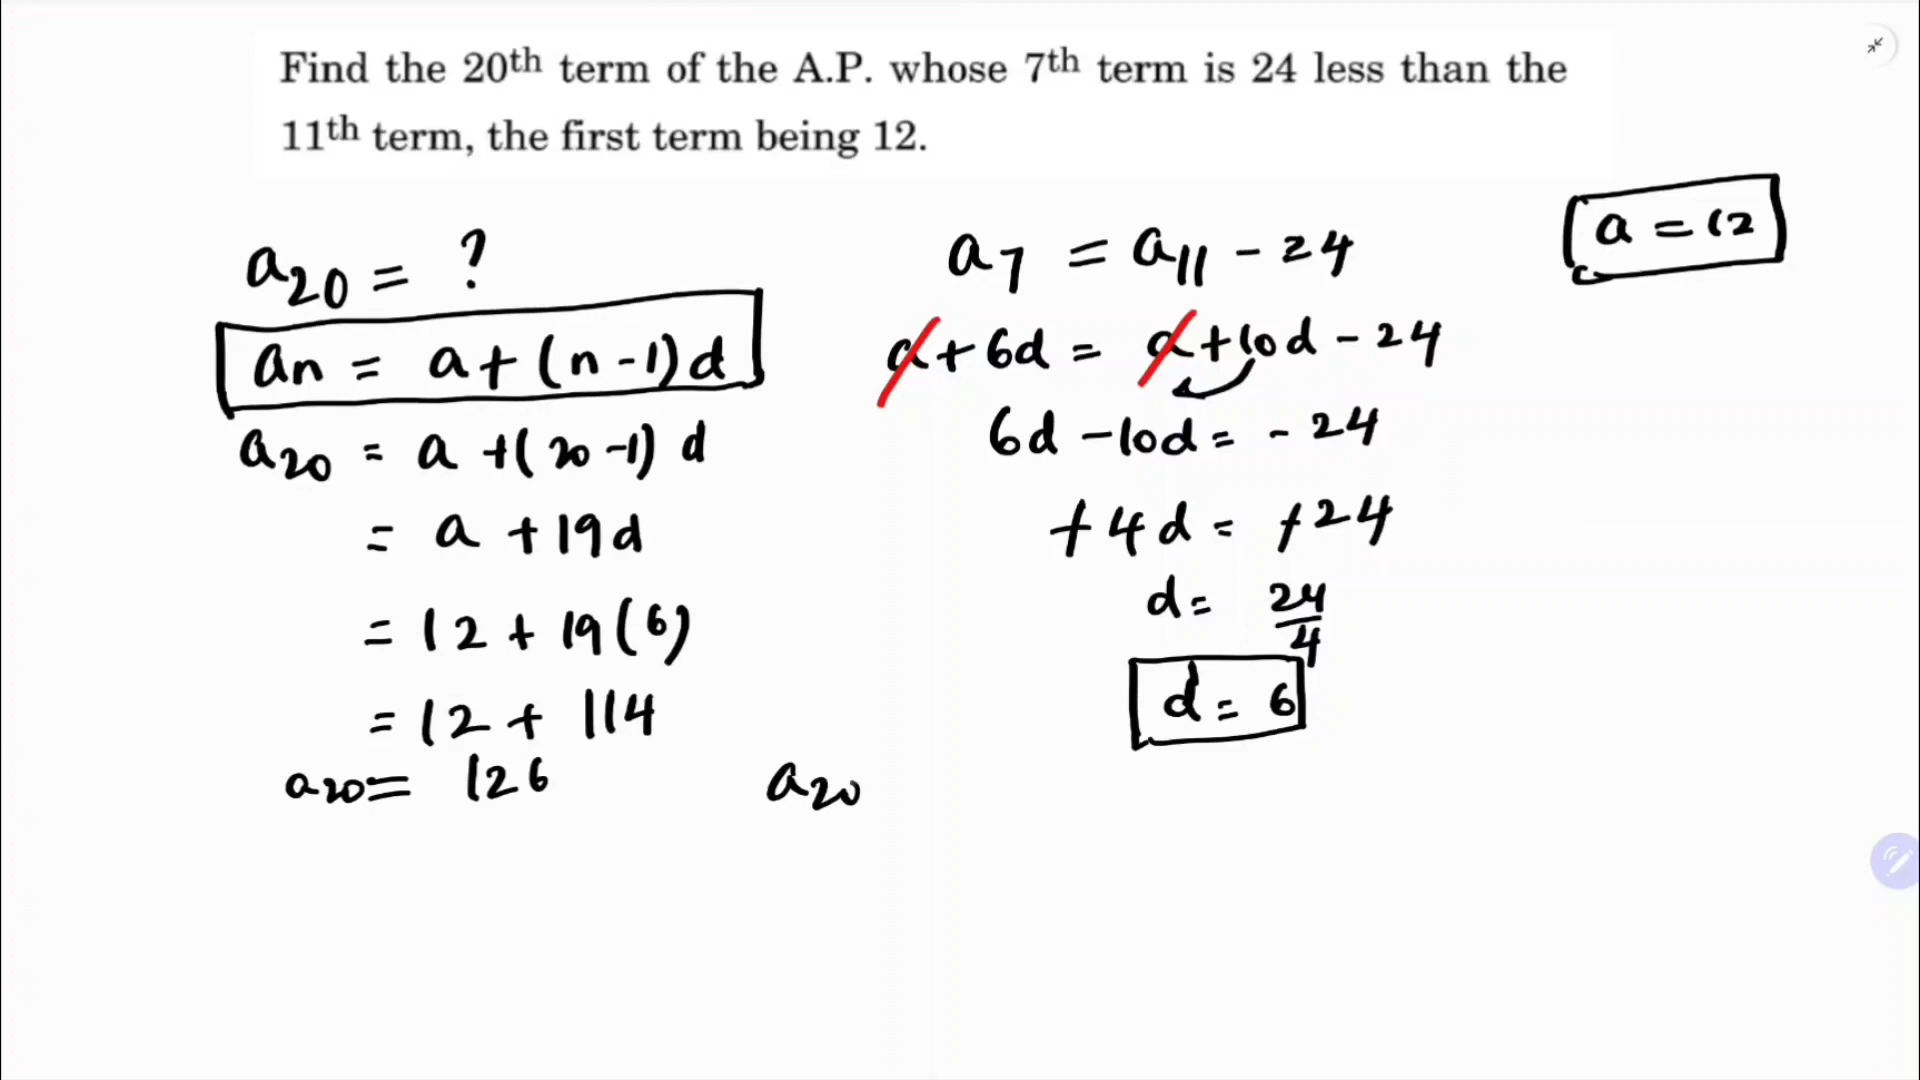 Find the 20th term of the A.P. whose 7th term is 24 less than the
11th term, the first term being 12.
a20 = ?
an = a + (n - 1)d
a20 = a + (20 - 1) d
= a + 19d
= 12 + 19(6)
= 12 + 114
a20 = 126
a20
a7 = a11 - 24
a + 6d = a + 10d - 24
6d - 10d = - 24
+ 4d = + 24
d = 24/4
d = 6
a = 12